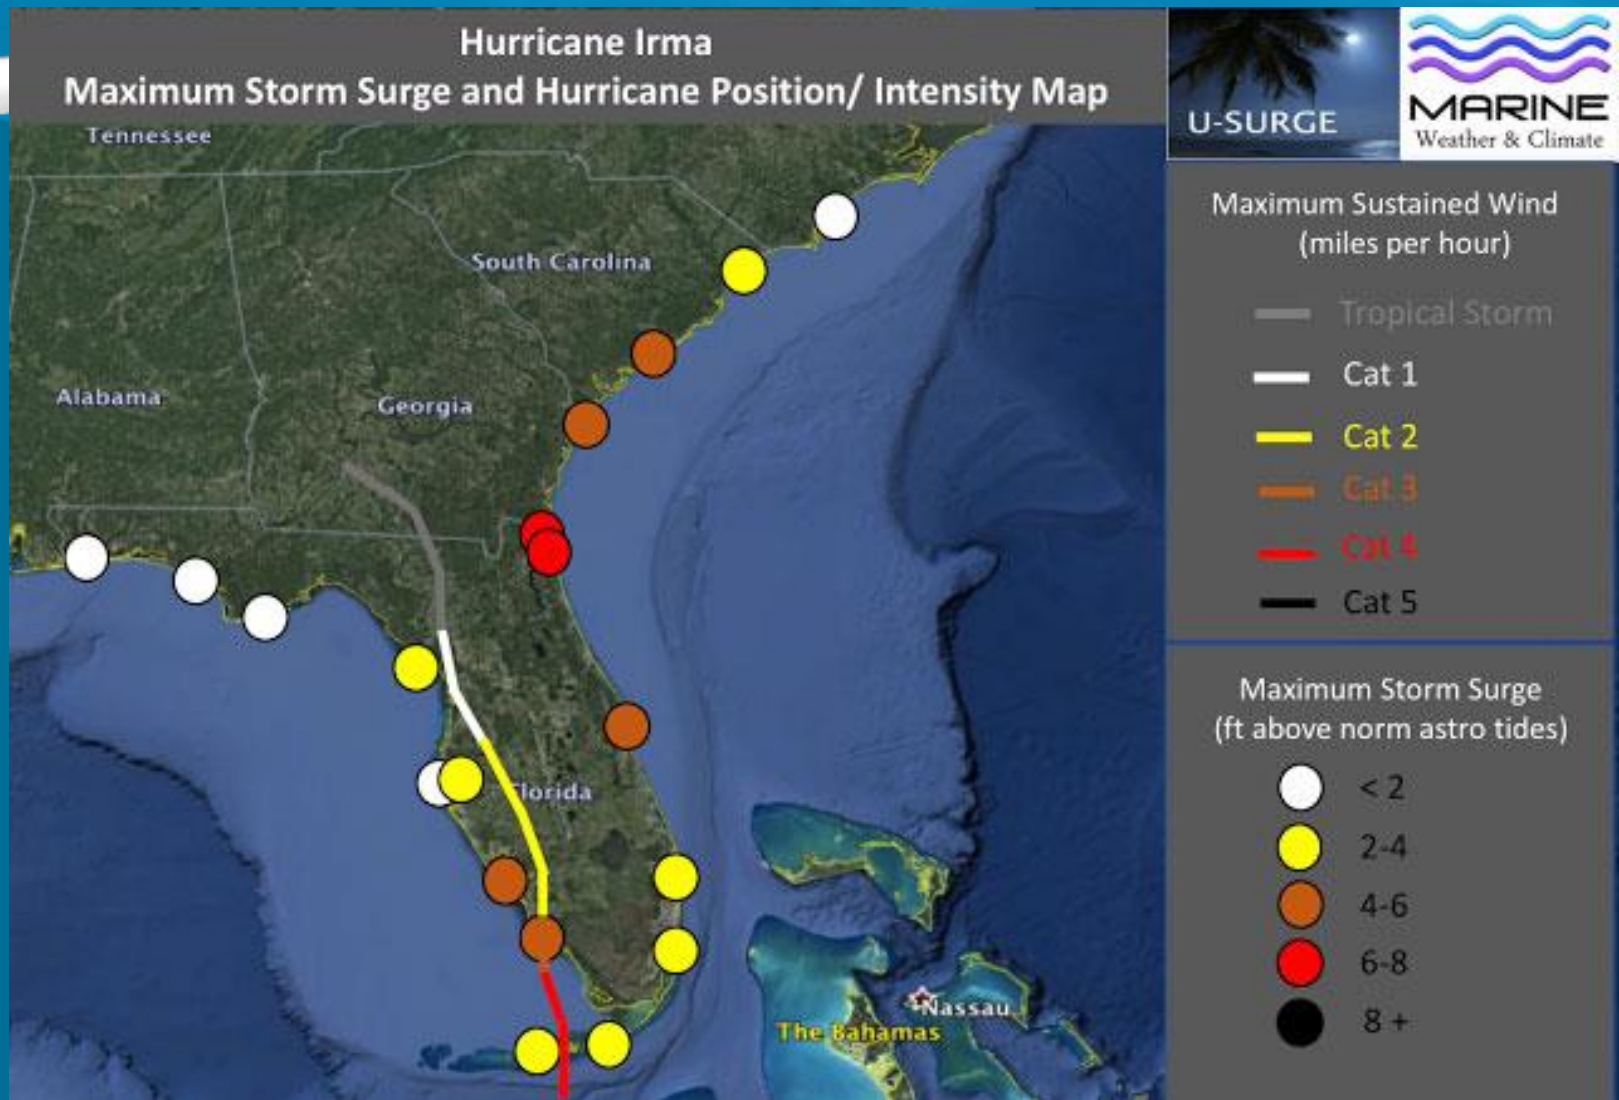 Hurricane Irma
Maximum Storm Surge and Hurricane Position/ Intensity Map
U-SURGE
MARINE
Weather & Climate
Tennessee
South Carolina
Alabama
Georgia
Florida
Nassau
The Bahamas
Maximum Sustained Wind
(miles per hour)
Tropical Storm
Cat 1
Cat 2
Cat 3
Cat 4
Cat 5
Maximum Storm Surge
(ft above norm astro tides)
< 2
2-4
4-6
6-8
8 +